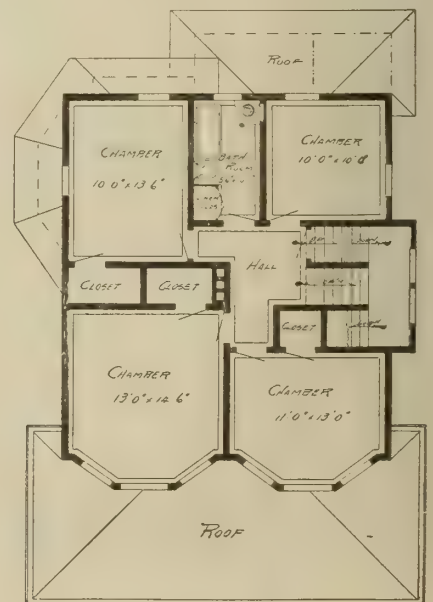 ROOF
CHAMBER
10'0" x 13'6"
BATH
ROOM
CHAMBER
10'0" x 10'0"
HALL
CLOSET
CLOSET
CLOSET
CHAMBER
13'0" x 14'6"
CHAMBER
11'0" x 13'0"
ROOF